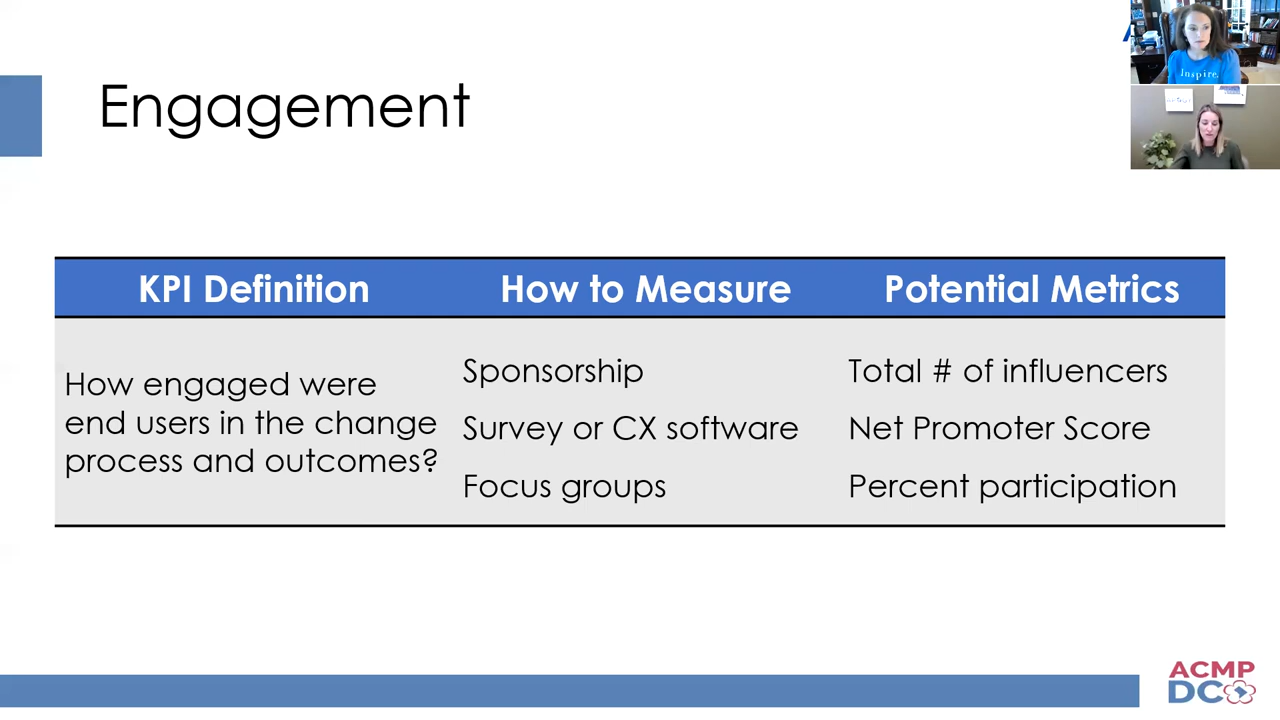 Engagement
Inspire.
KPI Definition
How to Measure
Potential Metrics
How engaged were
end users in the change
process and outcomes?
Sponsorship
Survey or CX software
Focus groups
Total # of influencers
Net Promoter Score
Percent participation
ACMP
DC